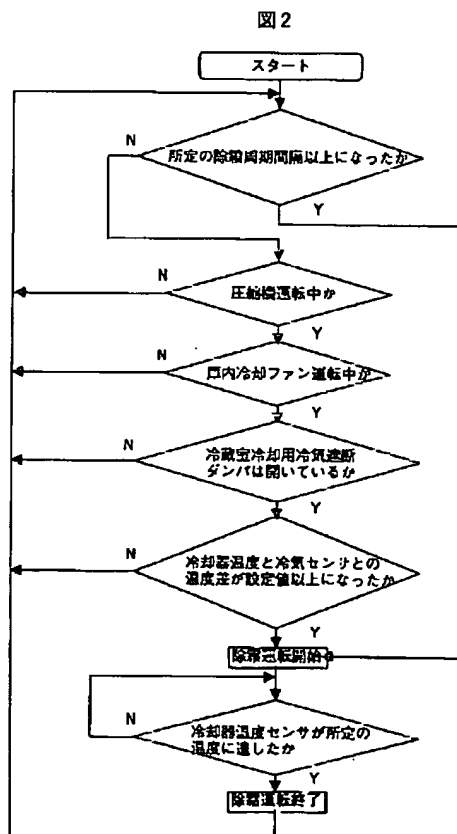 図2
スタート
N
所定の除霜周期間隔以上になったか
Y
N
圧縮機運転中か
Y
N
庫内冷却ファン運転中か
Y
N
冷蔵室冷却用冷気遮断
ダンパは開いているか
Y
N
冷却器温度と冷気センサとの
温度差が設定値以上になったか
Y
除霜運転開始
N
冷却器温度センサが所定の
温度に達したか
Y
除霜運転終了